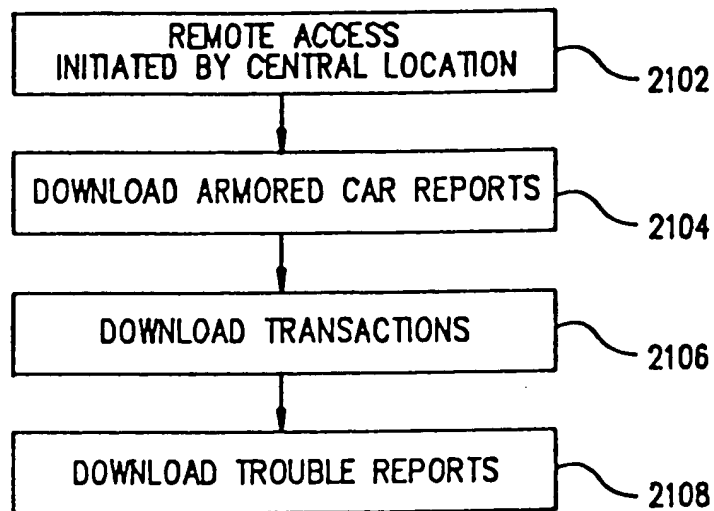 REMOTE ACCESS
INITIATED BY CENTRAL LOCATION
2102
DOWNLOAD ARMORED CAR REPORTS
2104
DOWNLOAD TRANSACTIONS
2106
DOWNLOAD TROUBLE REPORTS
2108